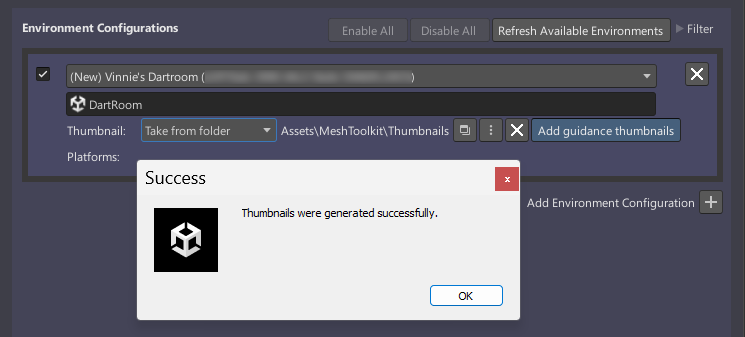 Environment Configurations
Enable All
Disable All
Refresh Available Environments
Filter
(New) Vinnie's Dartroom (
)
DartRoom
Thumbnail:
Take from folder
Assets\MeshToolkit\Thumbnails
Add guidance thumbnails
Platforms:
Success
x
Thumbnails were generated successfully.
OK
Add Environment Configuration